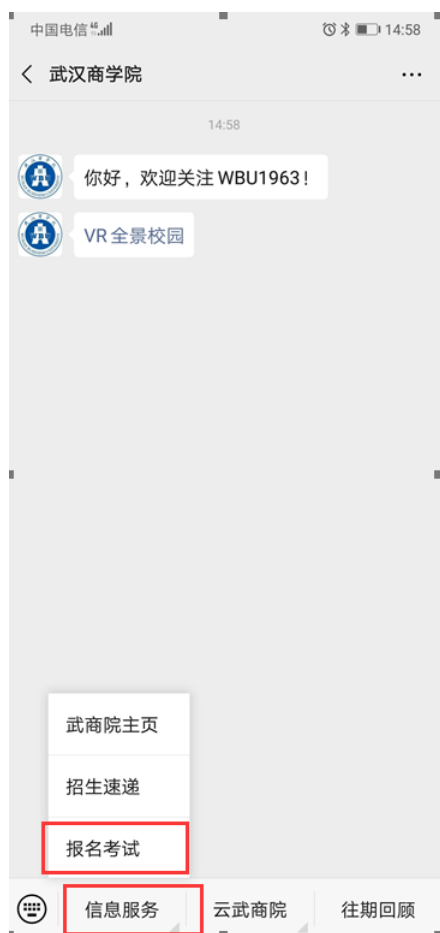 中国电信 4G 14:58
武汉商学院
14:58
你好，欢迎关注 WBU1963！
VR 全景校园
武商院主页
招生速递
报名考试
信息服务 云武商院 往期回顾